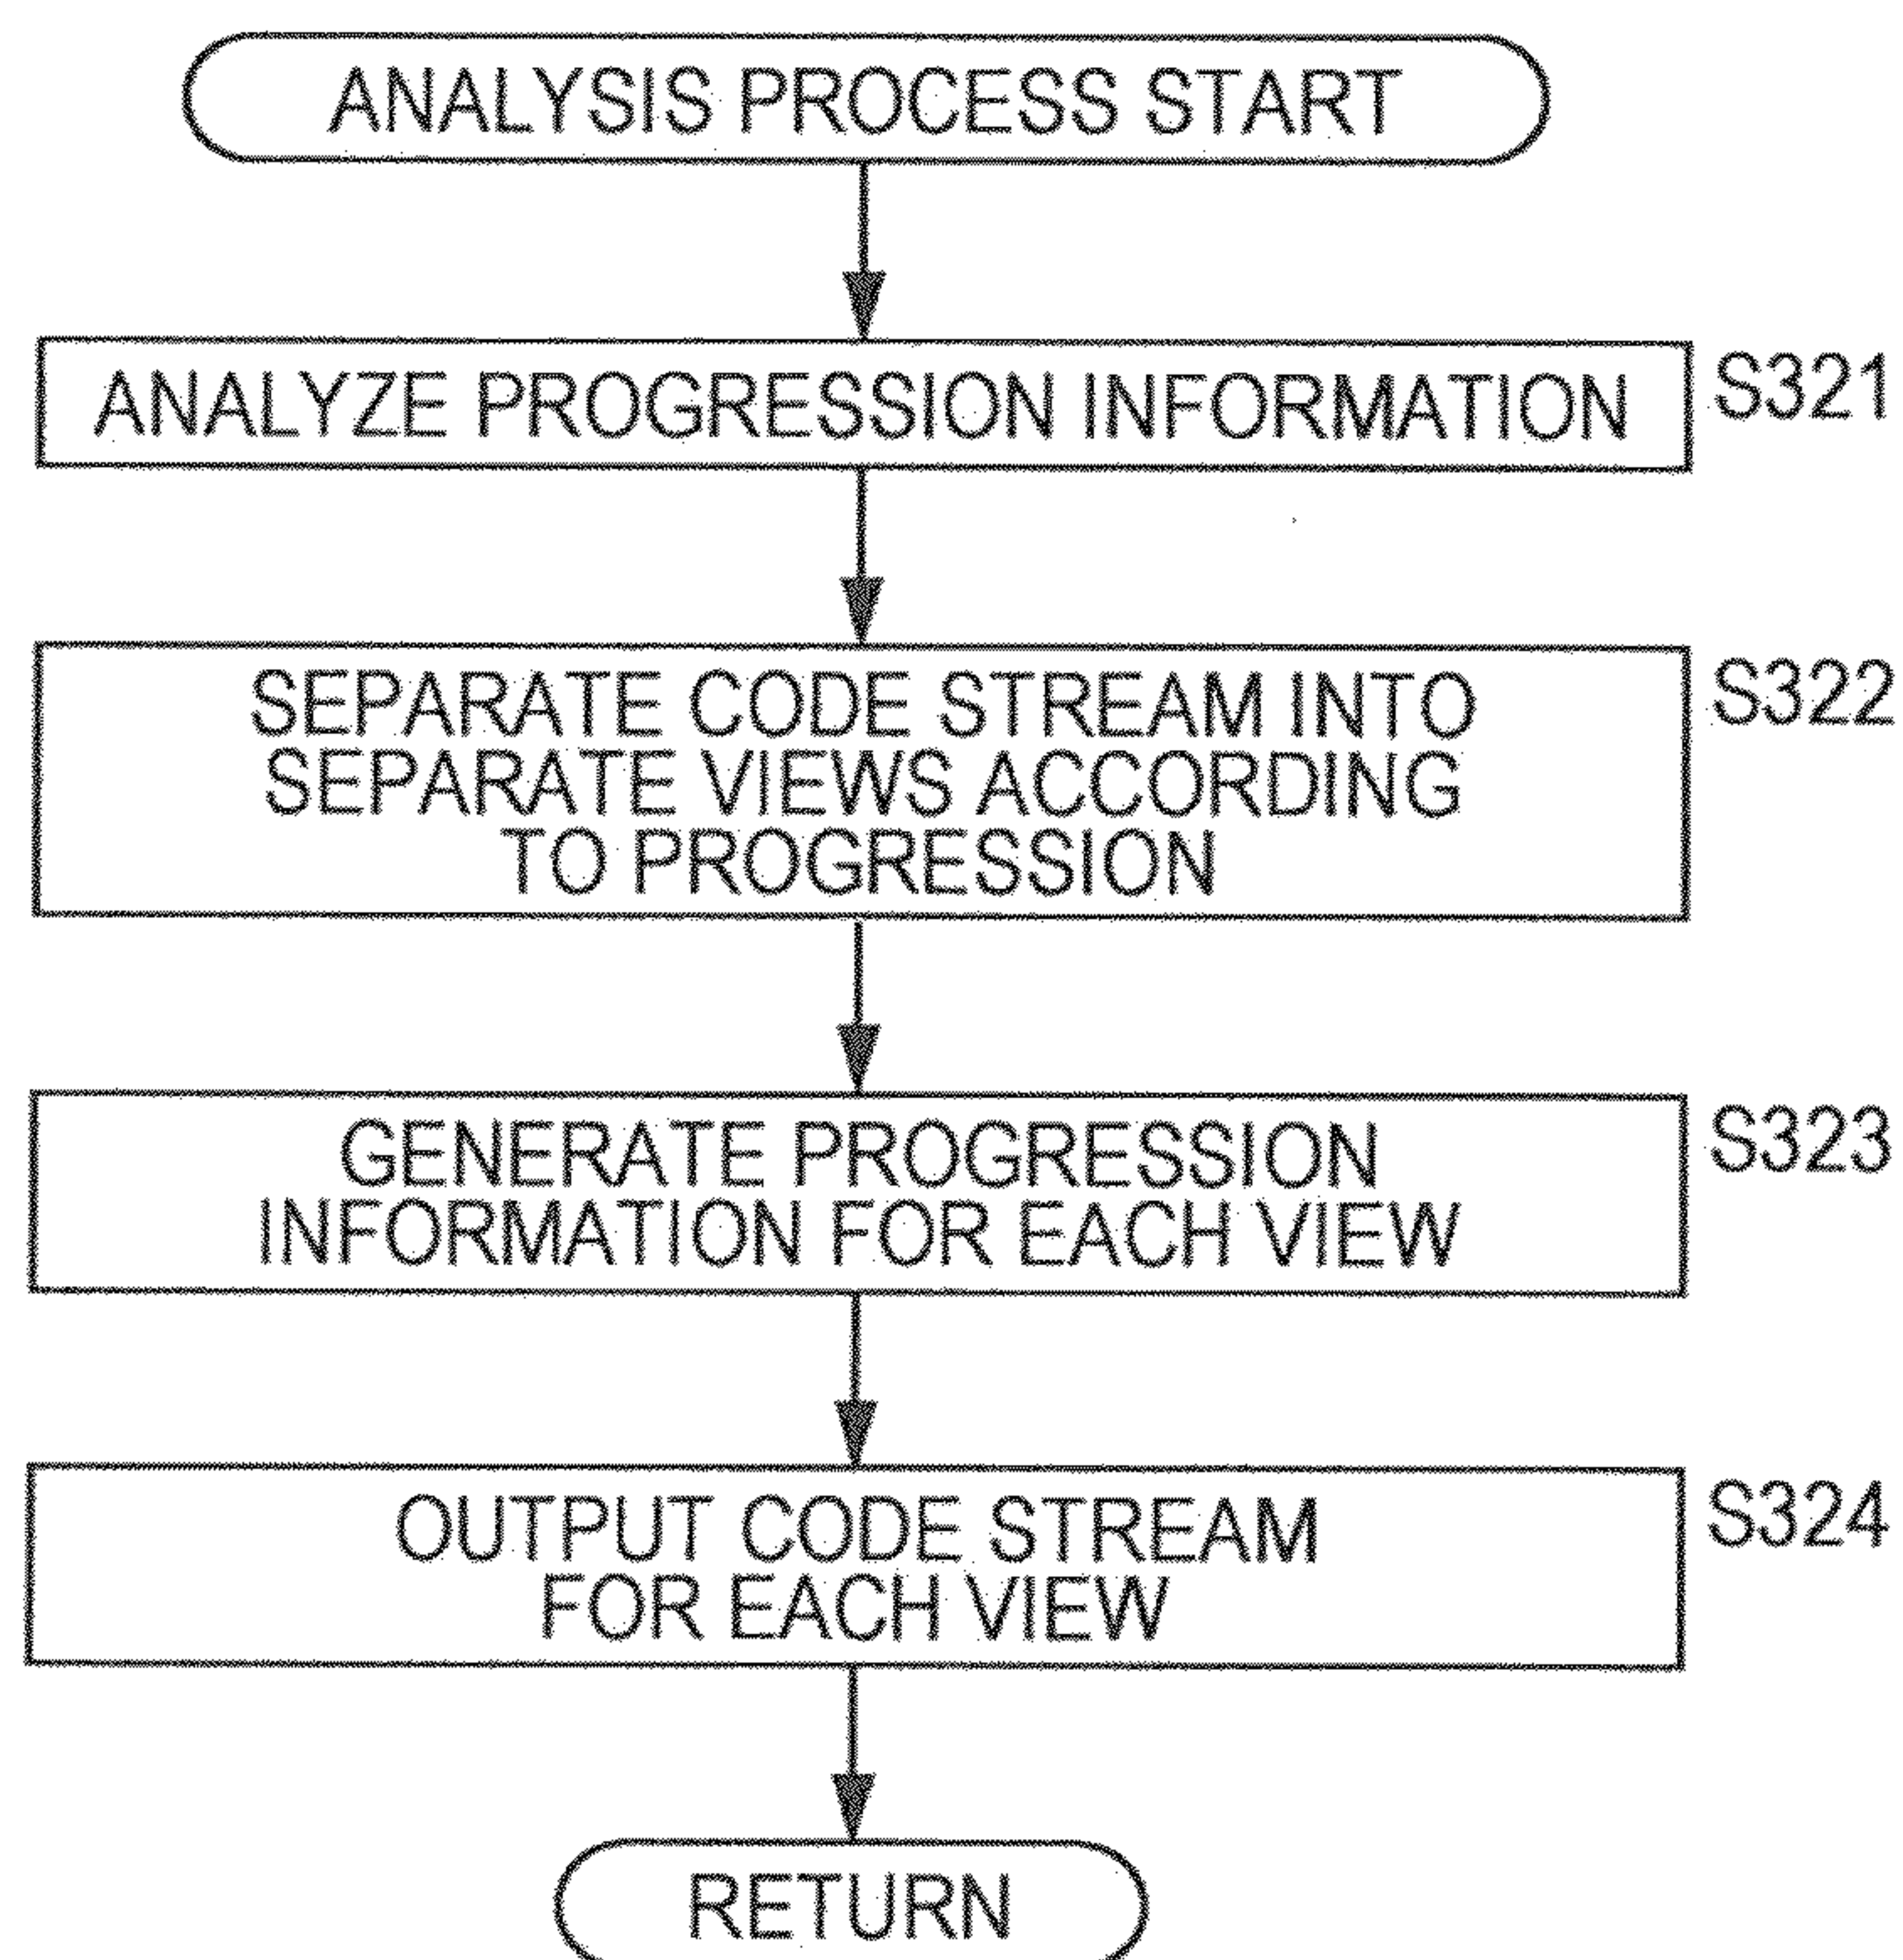 ANALYSIS PROCESS START
ANALYZE PROGRESSION INFORMATION
S321
SEPARATE CODE STREAM INTO
SEPARATE VIEWS ACCORDING
TO PROGRESSION
S322
GENERATE PROGRESSION
INFORMATION FOR EACH VIEW
S323
OUTPUT CODE STREAM
FOR EACH VIEW
S324
RETURN